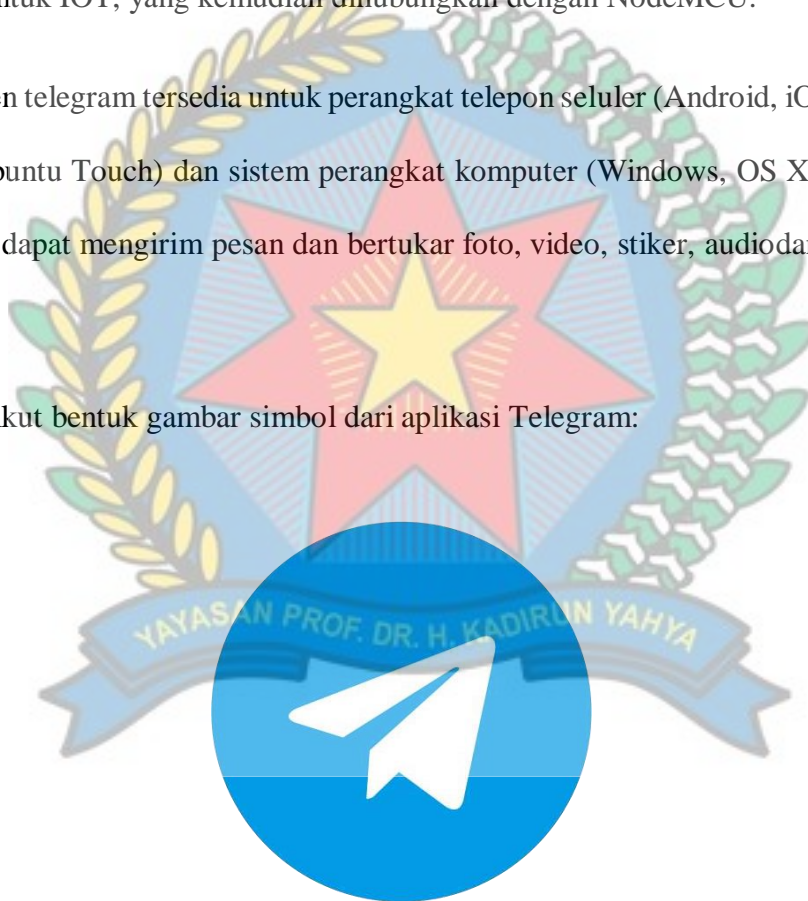 ntuk IOT, yang kemudian dihubungkan dengan NodeMCU.
en telegram tersedia untuk perangkat telepon seluler (Android, iO
buntu Touch) dan sistem perangkat komputer (Windows, OS X
dapat mengirim pesan dan bertukar foto, video, stiker, audioda
kut bentuk gambar simbol dari aplikasi Telegram:
YAYASAN PROF. DR. H. KADIRUN YAHYA